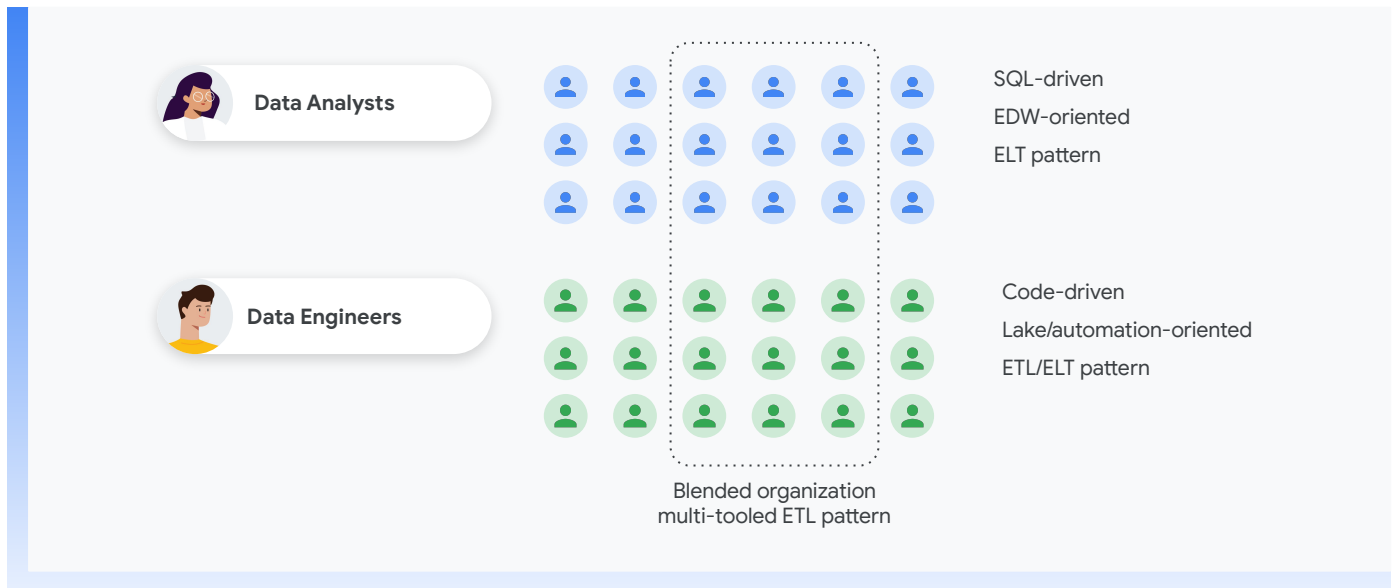 Data Analysts
SQL-driven
EDW-oriented
ELT pattern
Data Engineers
Code-driven
Lake/automation-oriented
ETL/ELT pattern
Blended organization
multi-tooled ETL pattern